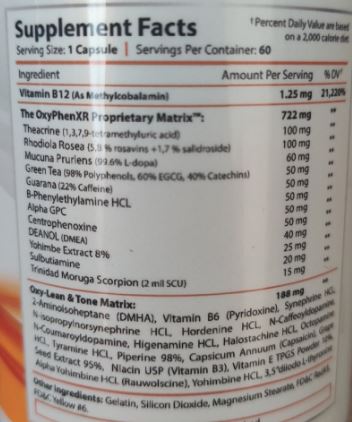 Supplement Facts
†Percent Daily Value are based
on a 2,000 calorie diet
Serving Size: 1 Capsule | Servings Per Container: 60
Ingredient Amount Per Serving %DV†
Vitamin B12 (As Methylcobalamin) 1.25 mg 21,220%
The OxyPhenXR Proprietary Matrix™: 722 mg **
Theacrine (1,3,7,9-tetramethyluric acid) 100 mg **
Rhodiola Rosea (5.8 % rosavins +1,7 % salidroside) 100 mg **
Mucuna Pruriens (99.6% L-dopa) 60 mg **
Green Tea (98% Polyphenols, 60% EGCG, 40% Catechins) 50 mg **
Guarana (22% Caffeine) 50 mg **
B-Phenylethylamine HCL 50 mg **
Alpha GPC 50 mg **
Centrophenoxine 50 mg **
DEANOL (DMEA) 40 mg **
Yohimbe Extract 8% 25 mg **
Sulbutiamine 20 mg **
Trinidad Moruga Scorpion (2 mil SCU) 15 mg **
Oxy-Lean & Tone Matrix: 188 mg **
2-Aminoisoheptane (DMHA), Vitamin B6 (Pyridoxine), Synephrine HCL,
N-Isopropylnorsynephrine HCL, Hordenine HCL, N-Caffeoyldopamine,
N-Coumaroyldopamine, Higenamine HCL, Halostachine HCL, Octopamine
HCL, Tyramine HCL, Piperine 98%, Capsicum Annuum (Capsaicin), Grape
Seed Extract 95%, Niacin USP (Vitamin B3), Vitamin E TPGS Powder
Alpha Yohimbine HCL (Rauwolscine), Yohimbine HCL, 3,5
Other Ingredients: Gelatin, Silicon Dioxide, Magnesium Stearate, FD&C Red
FD&C Yellow #6.